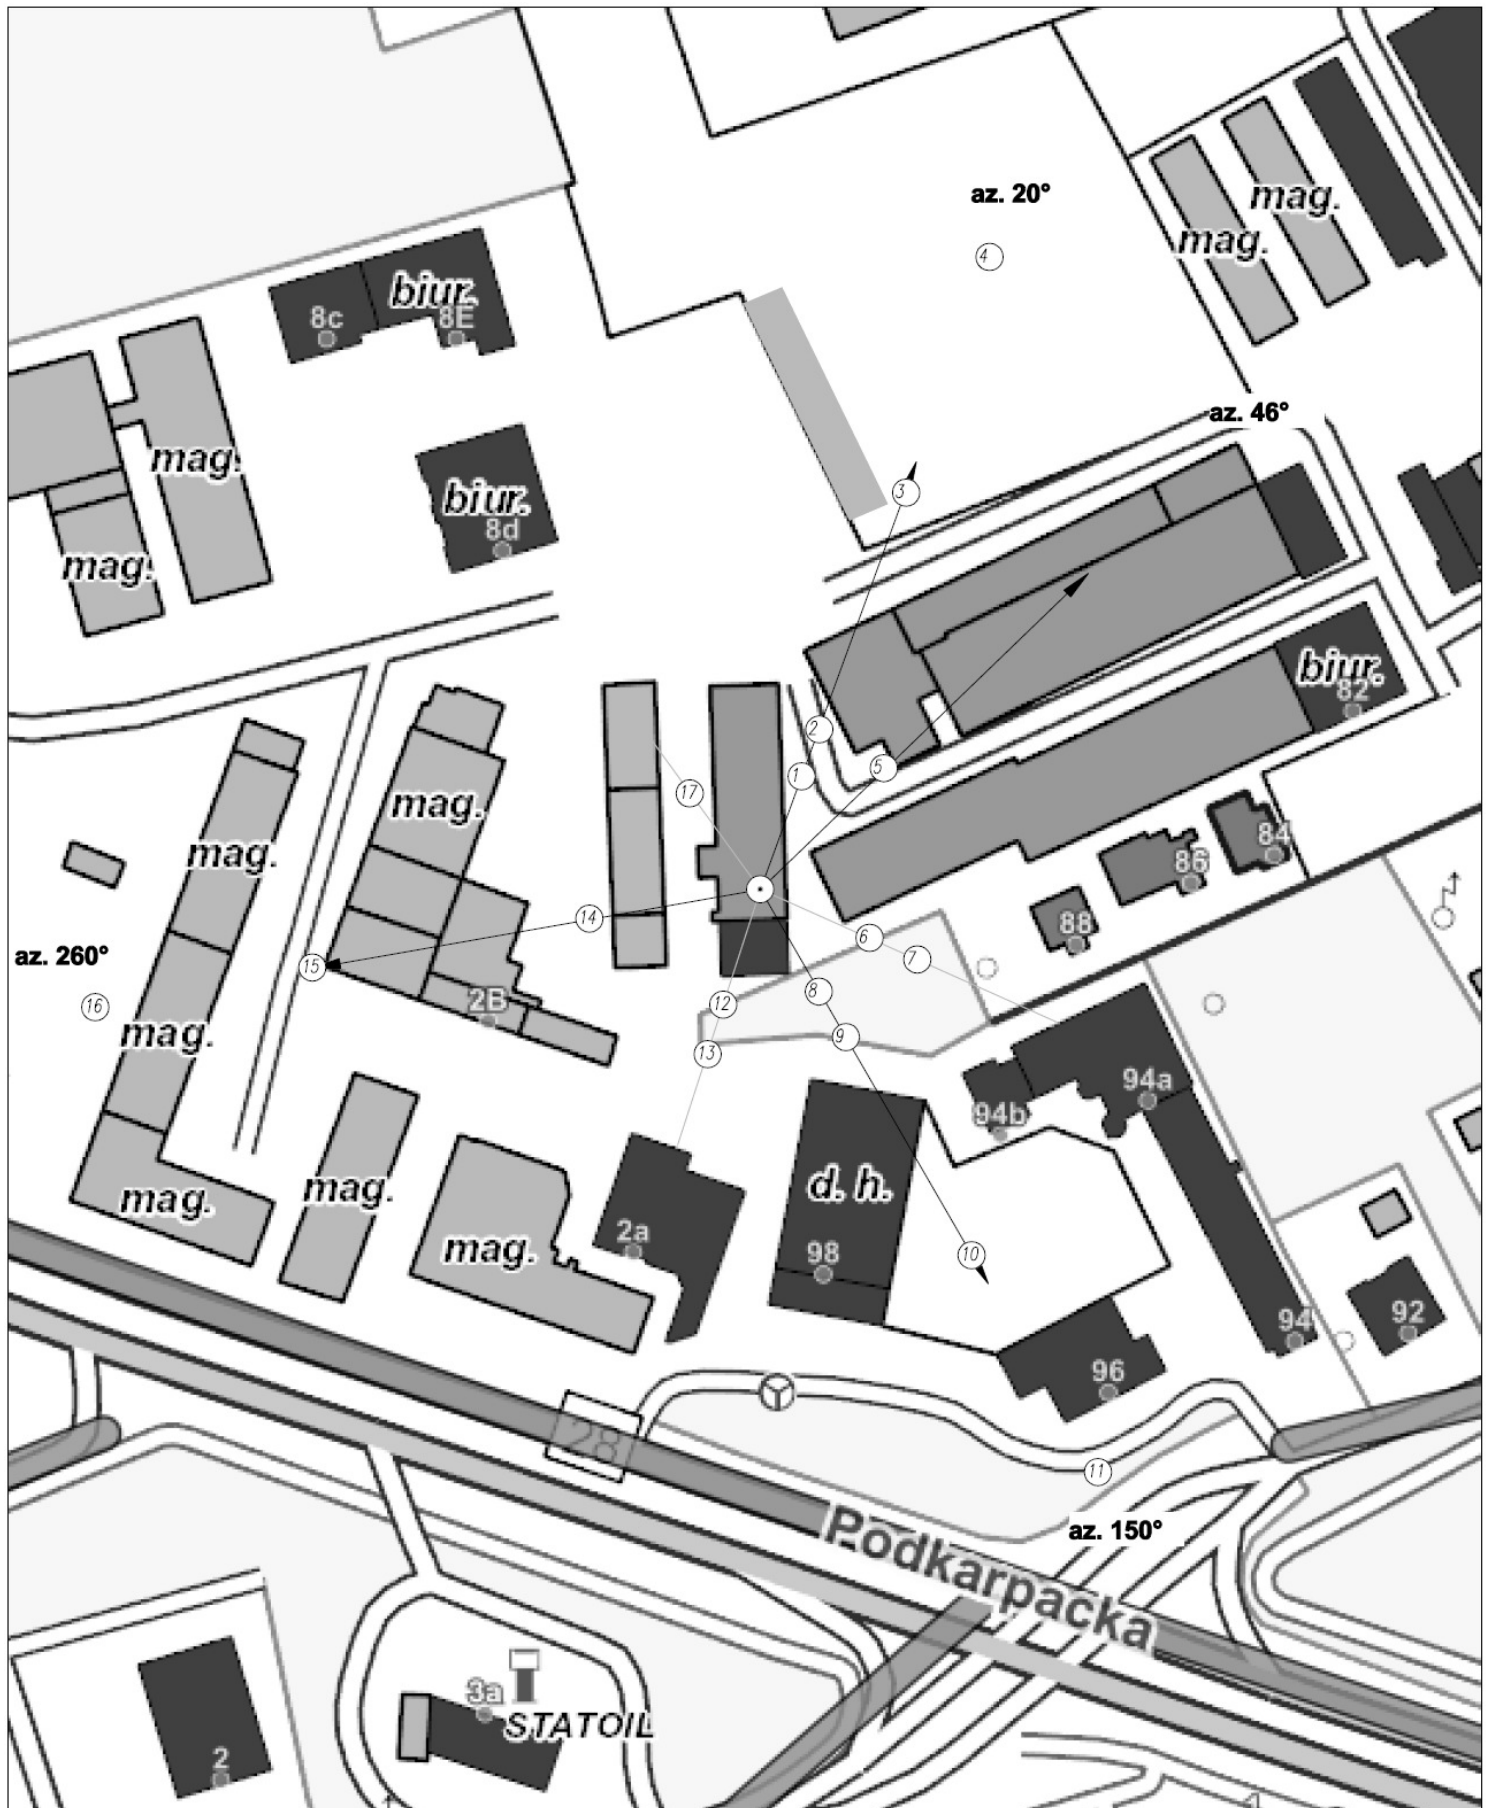 az. 20°
mag.
mag.
4
biur.
8c
8E
az. 46°
mag.
biur.
8d
3
mag.
biur.
82
2
5
1
17
mag.
84
86
mag.
88
14
6
7
az. 260°
15
16
2B
8
12
9
13
mag.
94a
94b
mag.
mag.
d. h.
mag.
2a
98
10
94
92
96
28
11
az. 150°
Podkarpacka
3a
STATOIL
2